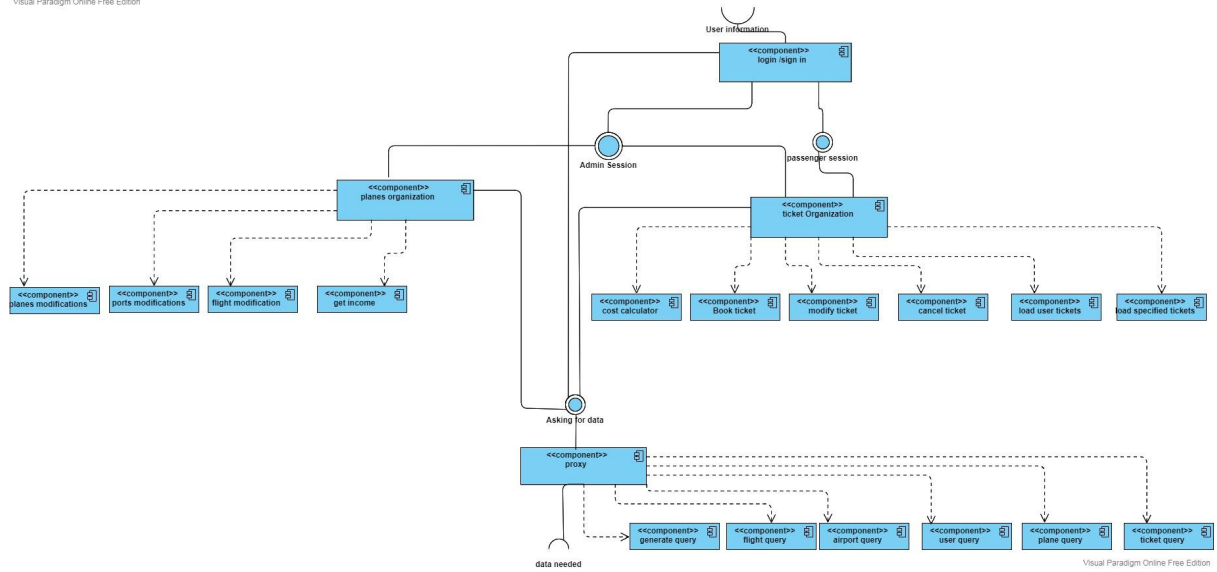 Visual Paradigm Online Free Edition
User information
<<component>>
login /sign in
Admin Session
passenger session
<<component>>
planes organization
<<component>>
ticket Organization
<<component>>
planes modifications
<<component>>
ports modifications
<<component>>
flight modification
<<component>>
get income
<<component>>
cost calculator
<<component>>
Book ticket
<<component>>
modify ticket
<<component>>
cancel ticket
<<component>>
load user tickets
<<component>>
load specified tickets
Asking for data
<<component>>
proxy
<<component>>
generate query
<<component>>
flight query
<<component>>
airport query
<<component>>
user query
<<component>>
plane query
<<component>>
ticket query
data needed
Visual Paradigm Online Free Edition